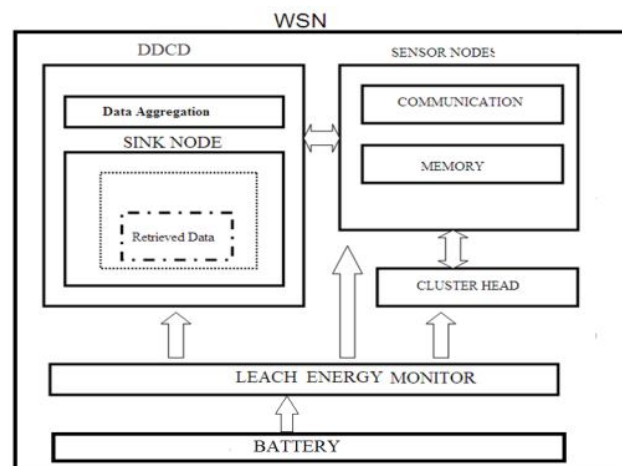 WSN
DDCD
Data Aggregation
SINK NODE
Retrieved Data
SENSOR NODES
COMMUNICATION
MEMORY
CLUSTER HEAD
LEACH ENERGY MONITOR
BATTERY